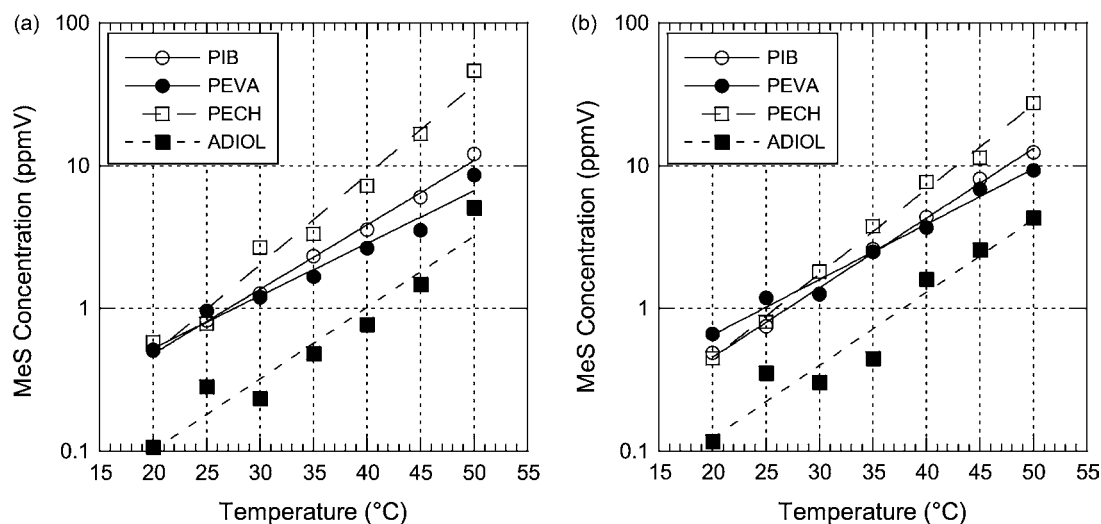 (a)
100
10
1
0.1
MeS Concentration (ppmV)
PIB
PEVA
PECH
ADIOL
15 20 25 30 35 40 45 50 55
Temperature (°C)
(b)
100
10
1
0.1
MeS Concentration (ppmV)
PIB
PEVA
PECH
ADIOL
15 20 25 30 35 40 45 50 55
Temperature (°C)